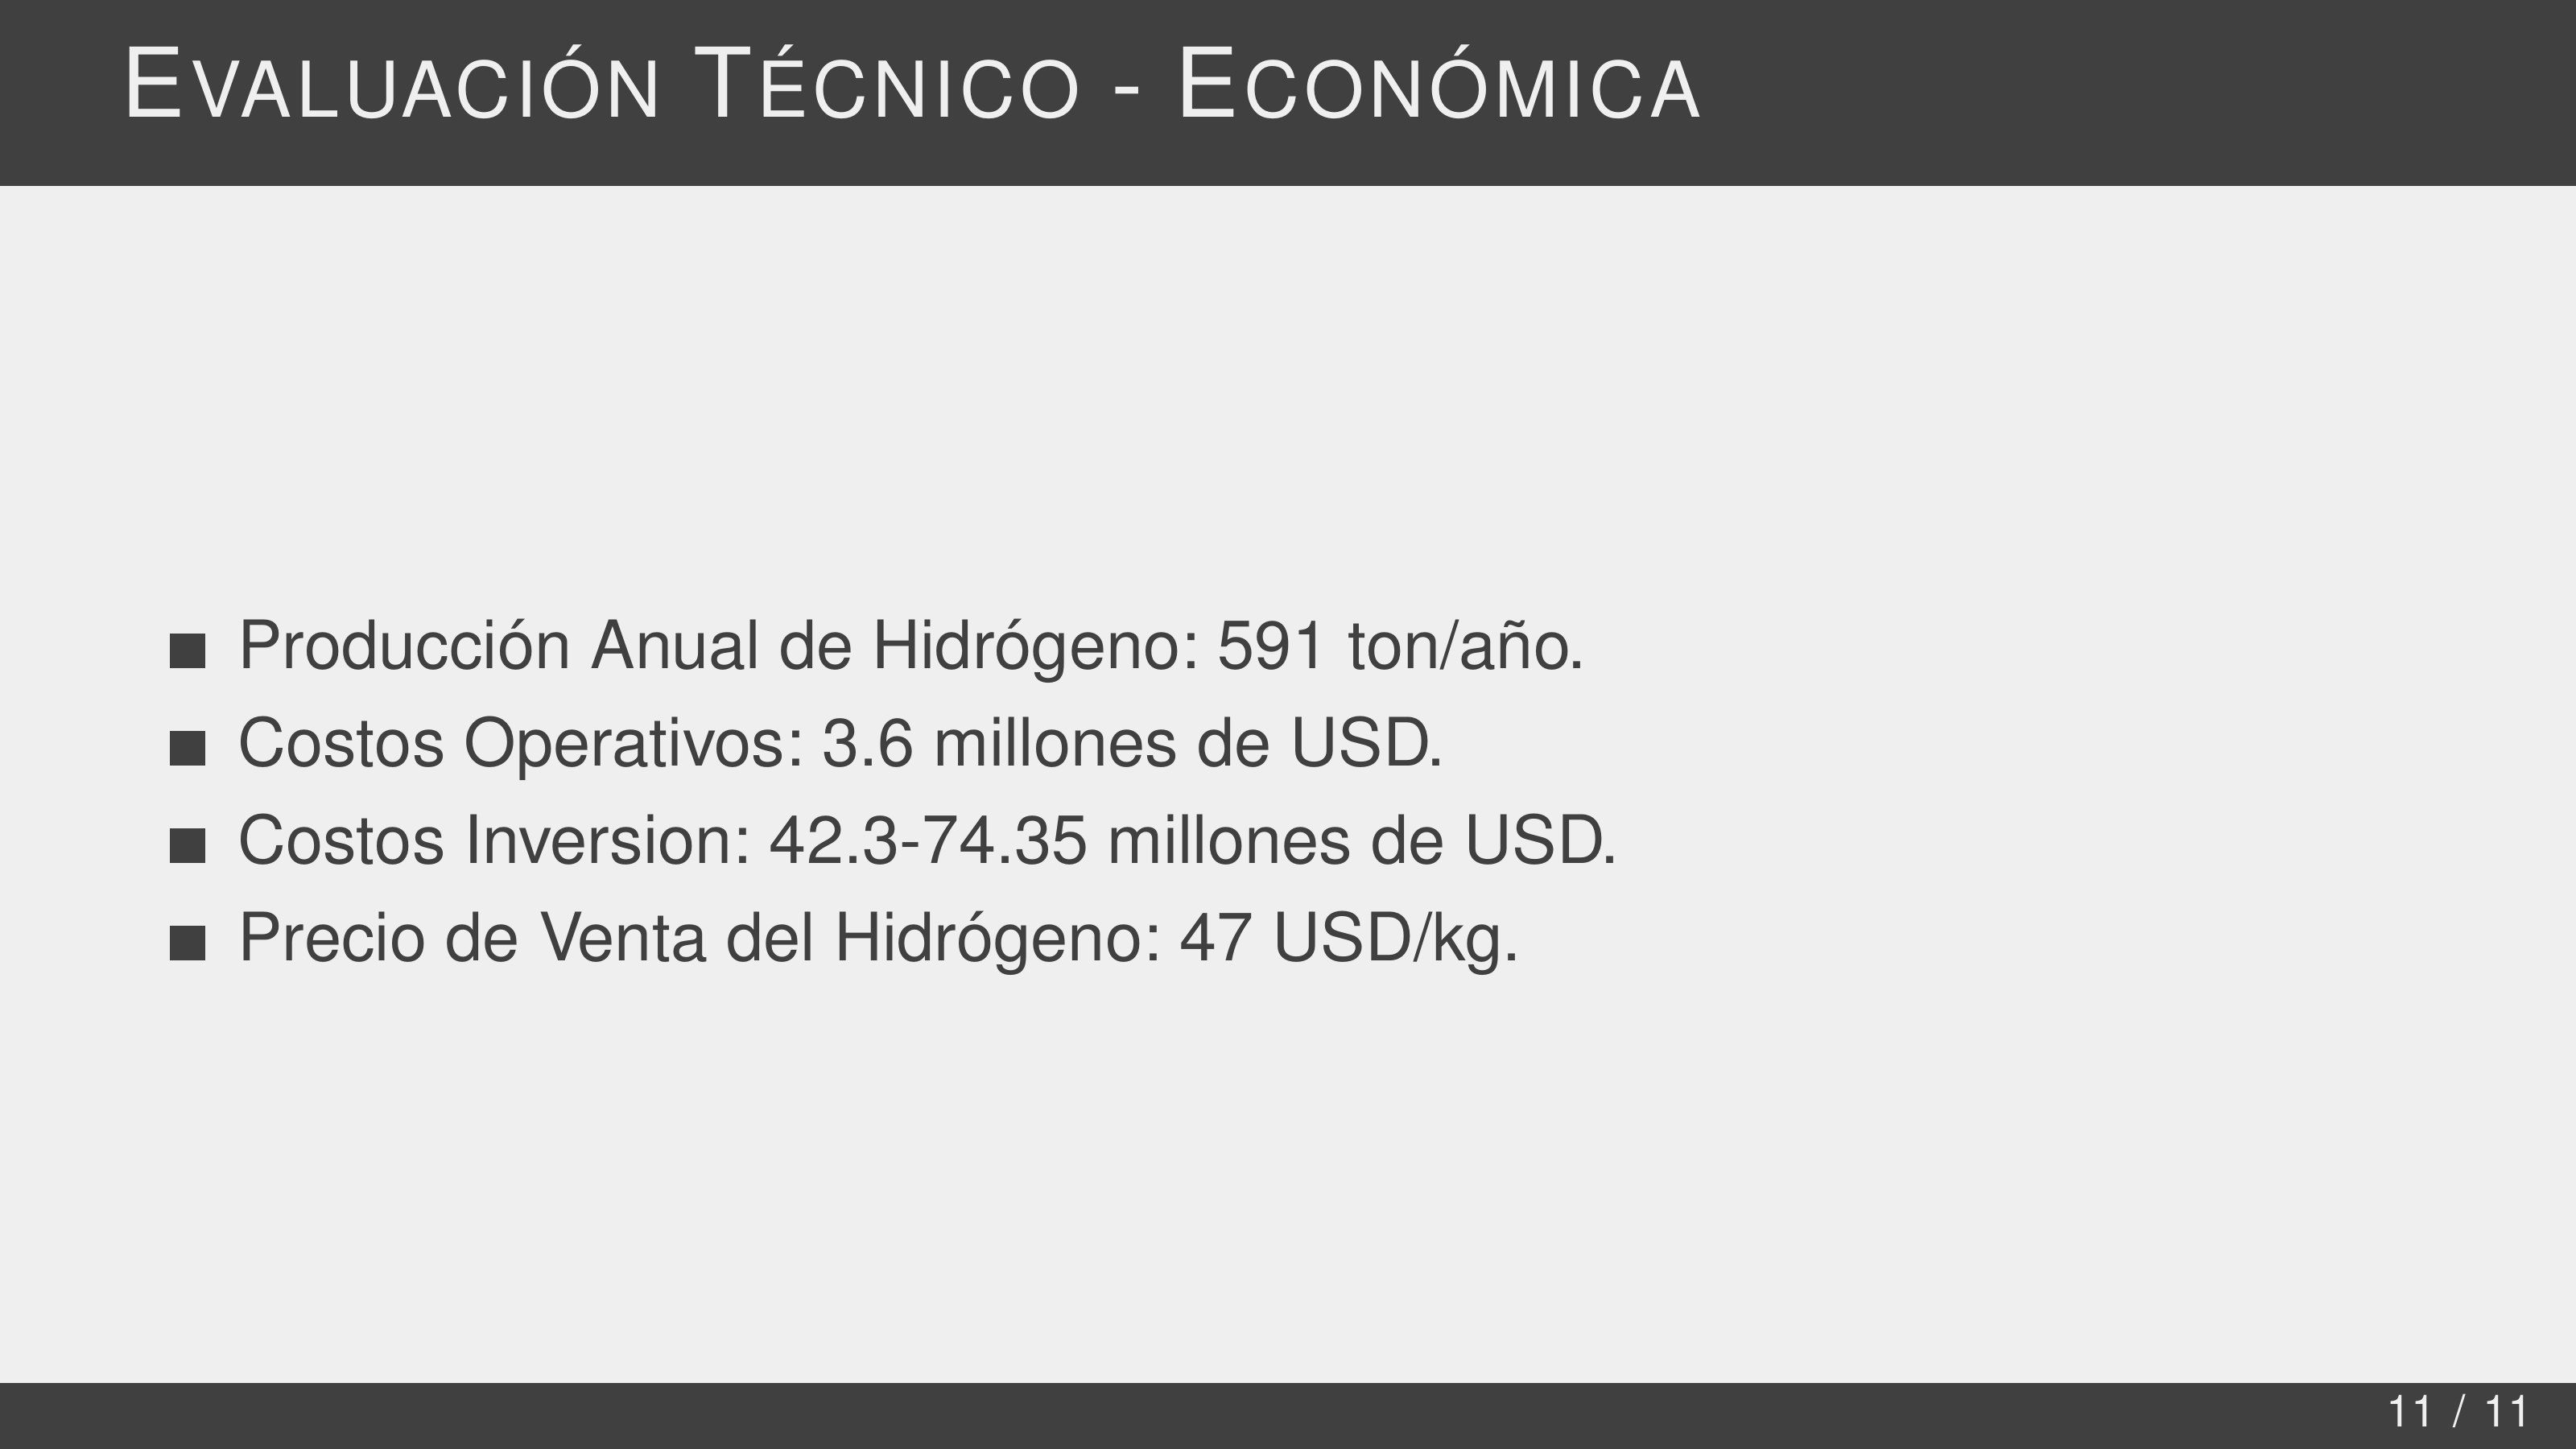 EVALUACIÓN TÉCNICO - ECONÓMICA
■ Producción Anual de Hidrógeno: 591 ton/año.
■ Costos Operativos: 3.6 millones de USD.
■ Costos Inversion: 42.3-74.35 millones de USD.
■ Precio de Venta del Hidrógeno: 47 USD/kg.
11 / 11